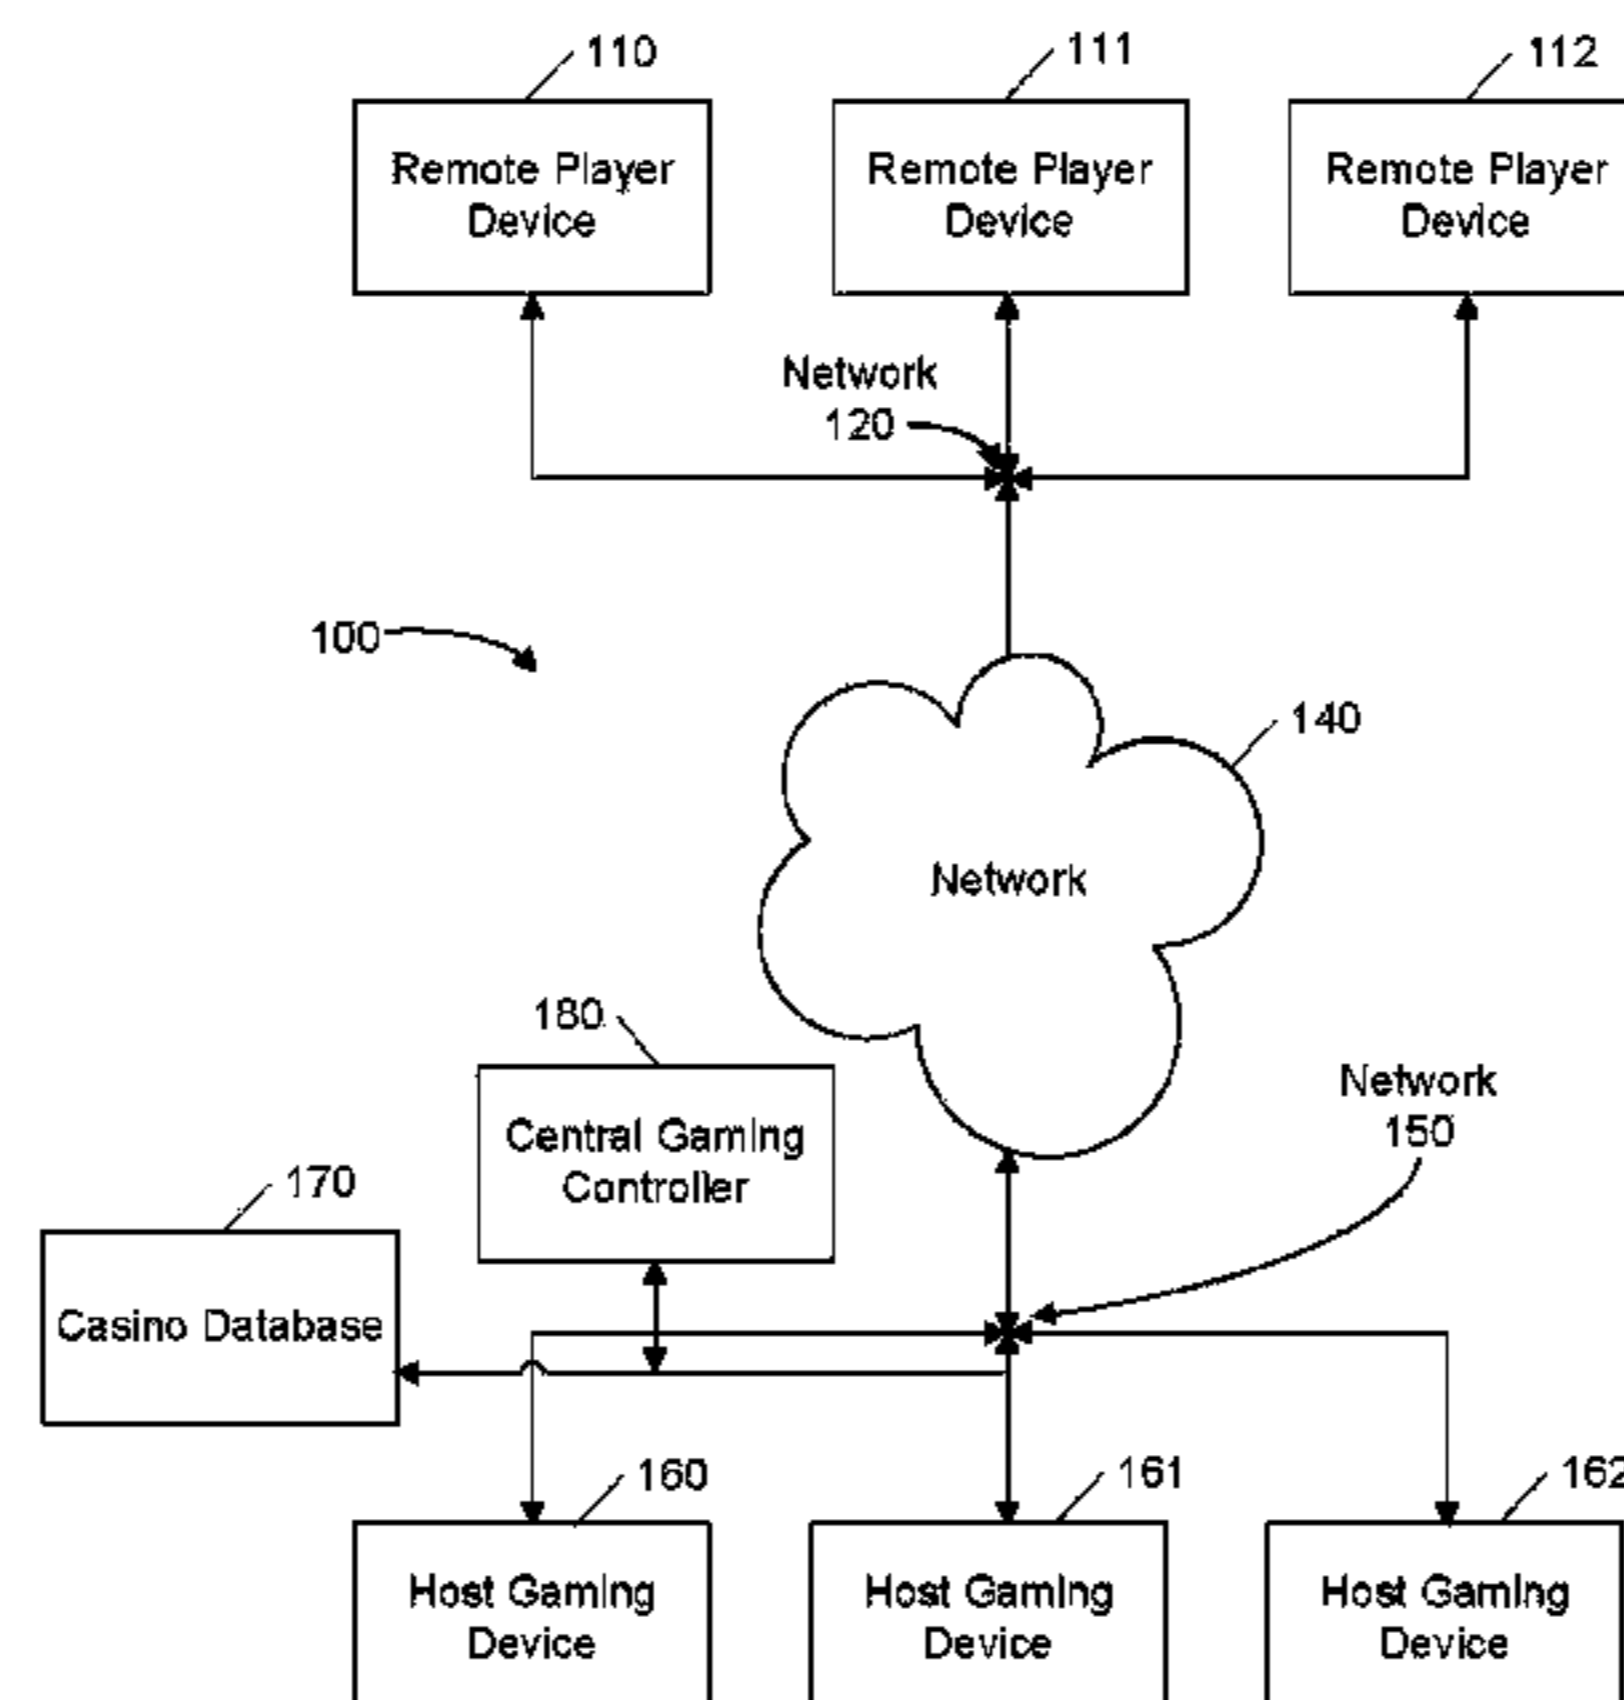 110
111
112
Remote Player
Device
Remote Player
Device
Remote Player
Device
Network
120
100
140
Network
180
Central Gaming
Controller
Network
150
170
Casino Database
160
161
162
Host Gaming
Device
Host Gaming
Device
Host Gaming
Device